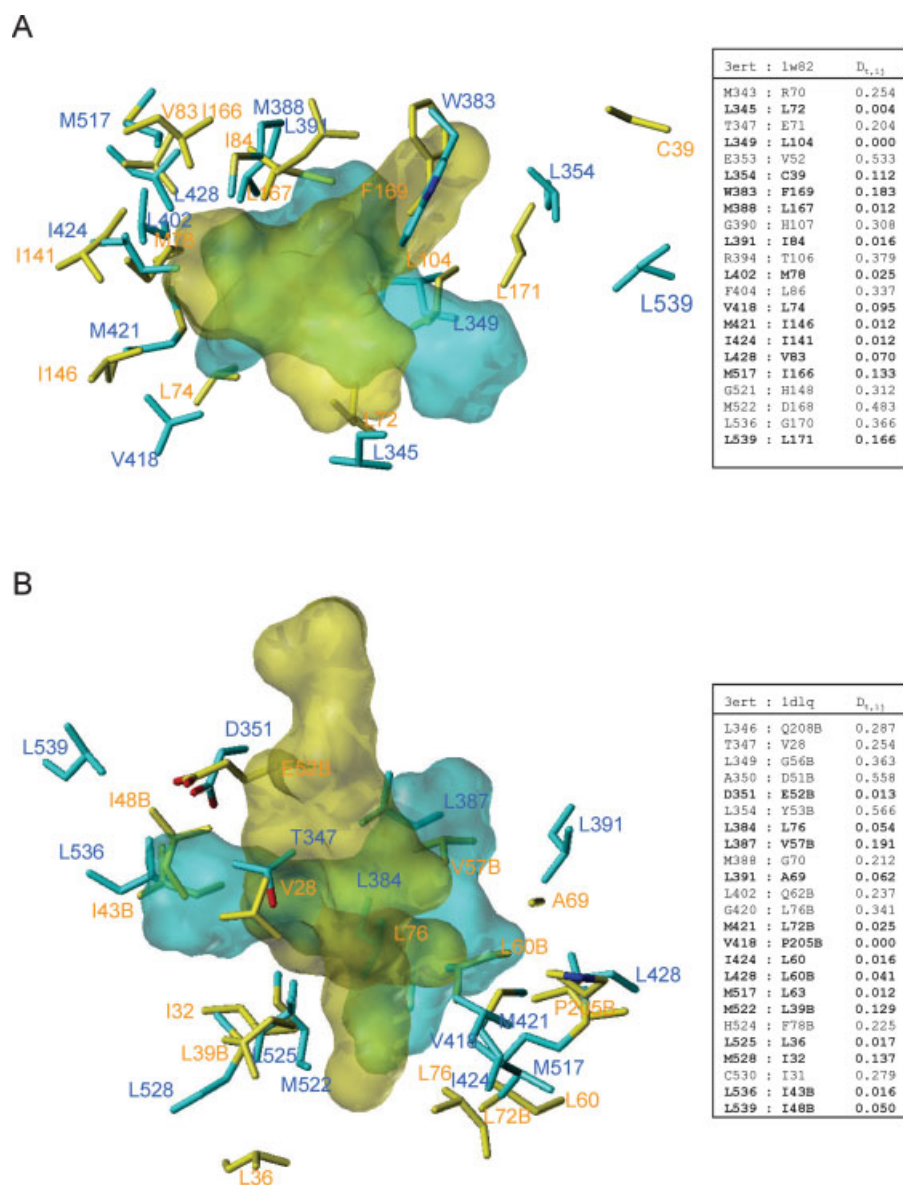 A
M517
V83
I166
M388
L391
W383
I84
C39
L167
F169
L354
L428
L402
I424
M78
I141
L104
L171
L539
M421
L349
I146
L74
L72
V418
L345
3ert : 1w82 Dt,ij
M343 : R70 0.254
L345 : L72 0.004
T347 : E71 0.204
L349 : L104 0.000
E353 : V52 0.533
L354 : C39 0.112
W383 : F169 0.183
M388 : L167 0.012
G390 : H107 0.308
L391 : I84 0.016
R394 : T106 0.379
L402 : M78 0.025
F404 : L86 0.337
V418 : L74 0.095
M421 : I146 0.012
I424 : I141 0.012
L428 : V83 0.070
M517 : I166 0.133
G521 : H148 0.312
M522 : D168 0.483
L536 : G170 0.366
L539 : L171 0.166
B
D351
L539
E52B
I48B
L387
T347
L391
L536
V57B
L384
V28
I43B
A69
L76
L60B
L428
I32
P205B
M421
V418
L39B
L525
M517
M522
L76
I424
L528
L60
L72B
L36
3ert : 1dlq Dt,ij
L346 : Q208B 0.287
T347 : V28 0.254
L349 : G56B 0.363
A350 : D51B 0.558
D351 : E52B 0.013
L354 : Y53B 0.566
L384 : L76 0.054
L387 : V57B 0.191
M388 : G70 0.212
L391 : A69 0.062
L402 : Q62B 0.237
G420 : L76B 0.341
M421 : L72B 0.025
V418 : P205B 0.000
I424 : L60 0.016
L428 : L60B 0.041
M517 : L63 0.012
M522 : L39B 0.129
H524 : F78B 0.225
L525 : L36 0.017
M528 : I32 0.137
C530 : I31 0.279
L536 : I43B 0.016
L539 : I48B 0.050